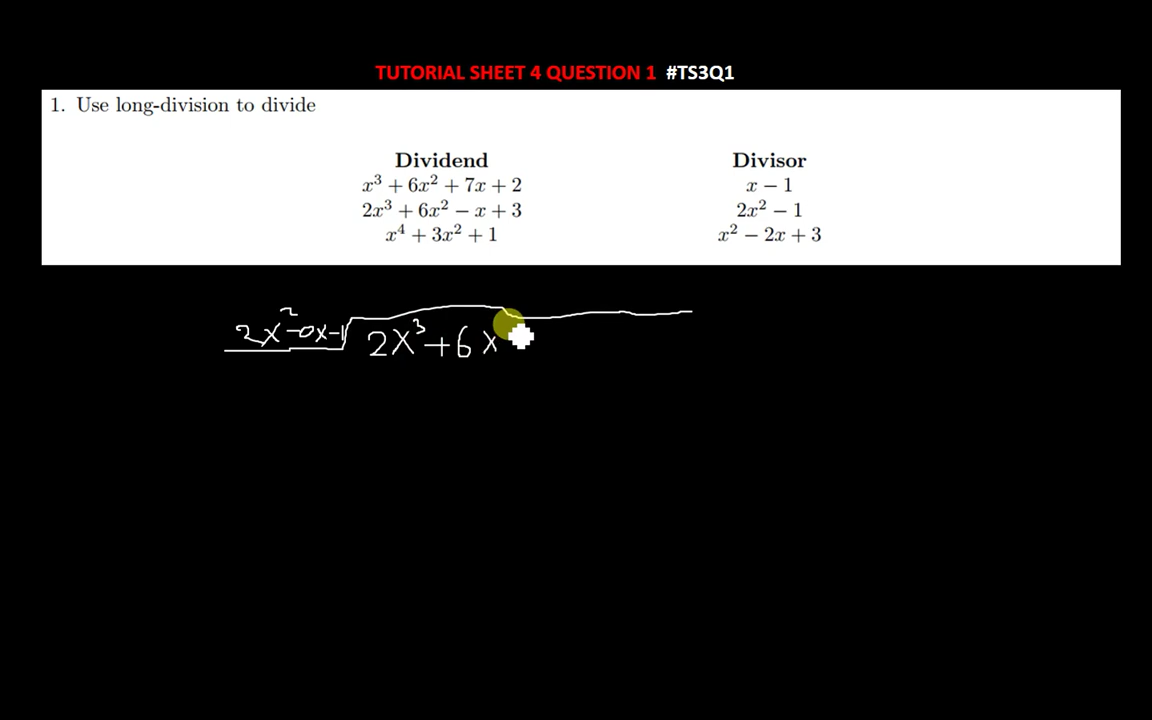 TUTORIAL SHEET 4 QUESTION 1 #TS3Q1
1. Use long-division to divide
Dividend Divisor
x³ + 6x² + 7x + 2 x − 1
2x³ + 6x² − x + 3 2x² − 1
x⁴ + 3x² + 1 x² − 2x + 3
2x²-0x-1 2x³+6x